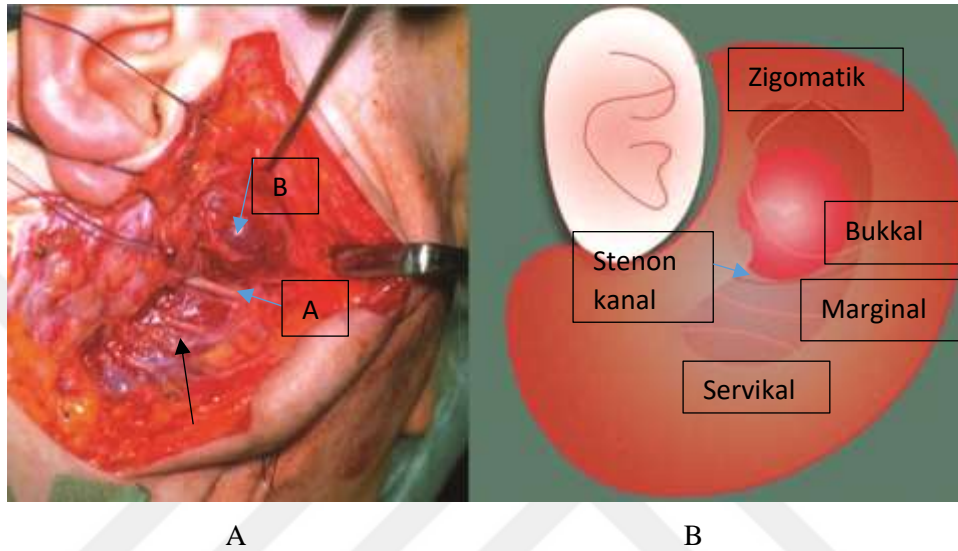 B
A
Zigomatik
Bukkal
Stenon
kanal
Marginal
Servikal
A
B